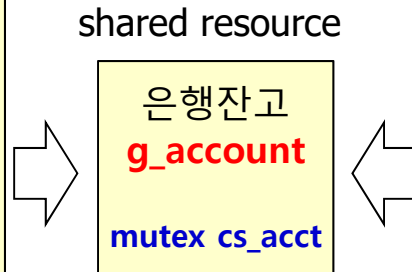 shared resource
은행잔고
g_account
mutex cs_acct